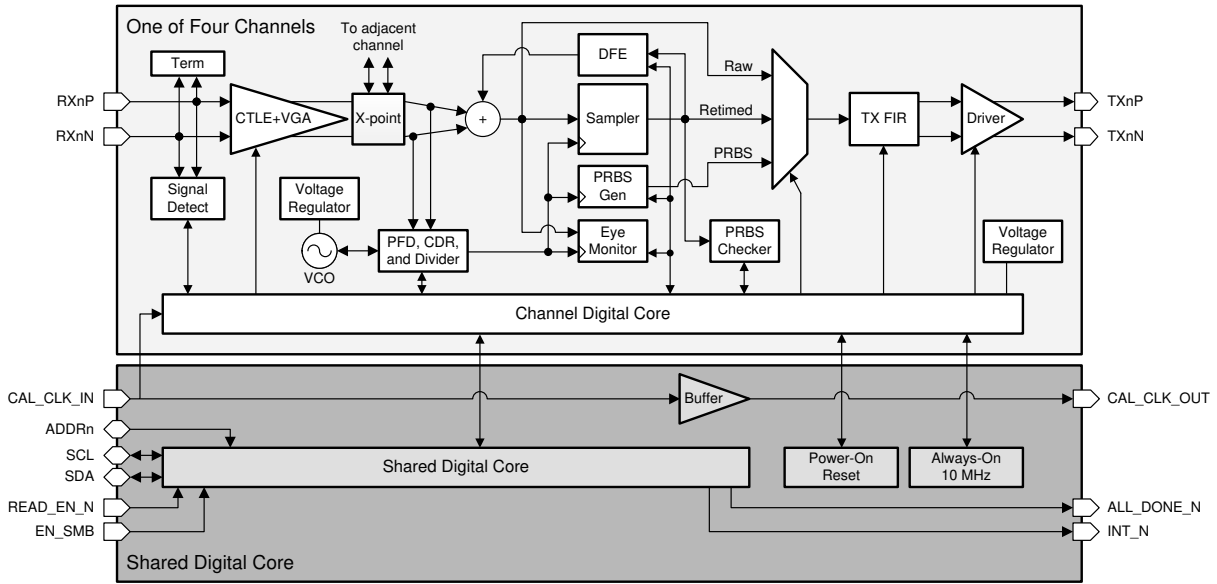 One of Four Channels
To adjacent
channel
Term
DFE
Raw
RXnP
RXnN
CTLE+VGA
X-point
+
Sampler
Retimed
TX FIR
Driver
TXnP
TXnN
PRBS
Signal
Detect
Voltage
Regulator
PRBS
Gen
VCO
PFD, CDR,
and Divider
Eye
Monitor
PRBS
Checker
Voltage
Regulator
Channel Digital Core
CAL_CLK_IN
Buffer
CAL_CLK_OUT
ADDRn
SCL
SDA
Shared Digital Core
Power-On
Reset
Always-On
10 MHz
READ_EN_N
EN_SMB
ALL_DONE_N
INT_N
Shared Digital Core